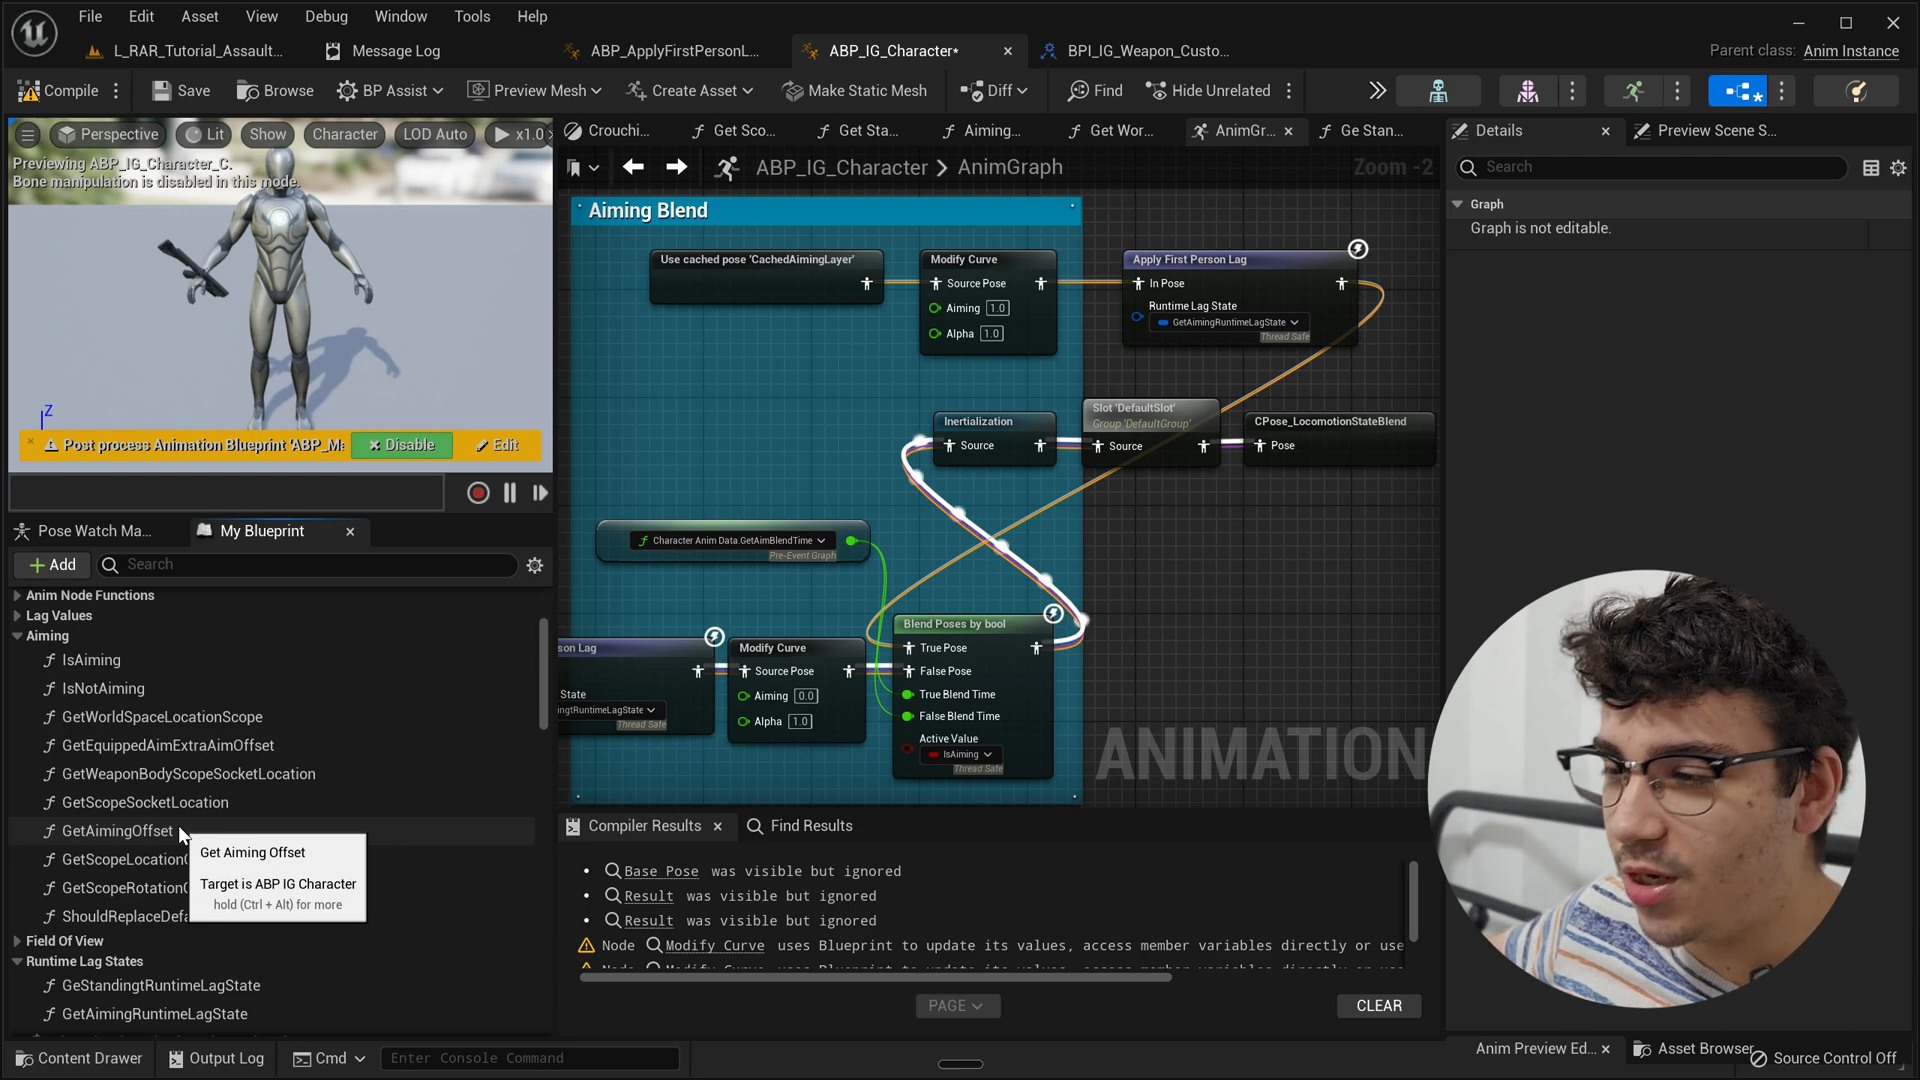 File Edit Asset View Debug Window Tools Help
L_RAR_Tutorial_Assault...
Message Log
ABP_ApplyFirstPersonL...
ABP_IG_Character*
BPI_IG_Weapon_Custo...
Parent class: Anim Instance
Compile
Save
Browse
BP Assist
Preview Mesh
Create Asset
Make Static Mesh
Diff
Find
Hide Unrelated
Perspective
Lit
Show
Character
LOD Auto
x1.0
Previewing ABP_IG_Character_C.
Bone manipulation is disabled in this mode.
Z
Post process Animation Blueprint 'ABP_M
Disable
Edit
Crouchi...
Get Sco...
Get Sta...
Aiming...
Get Wor...
AnimGr...
Ge Stan...
ABP_IG_Character > AnimGraph
Zoom -2
Aiming Blend
Use cached pose 'CachedAimingLayer'
Modify Curve
Source Pose
Aiming 1.0
Alpha 1.0
Apply First Person Lag
In Pose
Runtime Lag State
GetAimingRuntimeLagState
Thread Safe
Inertialization
Source
Slot 'DefaultSlot'
Group 'DefaultGroup'
Source
CPose_LocomotionStateBlend
Pose
Character Anim Data.GetAimBlendTime
Pre-Event Graph
son Lag
State
ngtRuntimeLagState
Thread Safe
Modify Curve
Source Pose
Aiming 0.0
Alpha 1.0
Blend Poses by bool
True Pose
False Pose
True Blend Time
False Blend Time
Active Value
IsAiming
Thread Safe
ANIMATION
Details
Preview Scene S...
Search
Graph
Graph is not editable.
Pose Watch Ma...
My Blueprint
Add
Search
Anim Node Functions
Lag Values
Aiming
IsAiming
IsNotAiming
GetWorldSpaceLocationScope
GetEquippedAimExtraAimOffset
GetWeaponBodyScopeSocketLocation
GetScopeSocketLocation
GetAimingOffset
GetScopeLocation
GetScopeRotation
ShouldReplaceDefa
Get Aiming Offset
Target is ABP IG Character
hold (Ctrl + Alt) for more
Field Of View
Runtime Lag States
GeStandingtRuntimeLagState
GetAimingRuntimeLagState
Compiler Results
Find Results
Base Pose was visible but ignored
Result was visible but ignored
Result was visible but ignored
Node Modify Curve uses Blueprint to update its values, access member variables directly or use
PAGE
CLEAR
Content Drawer
Output Log
Cmd
Enter Console Command
Anim Preview Ed...
Asset Browser
Source Control Off